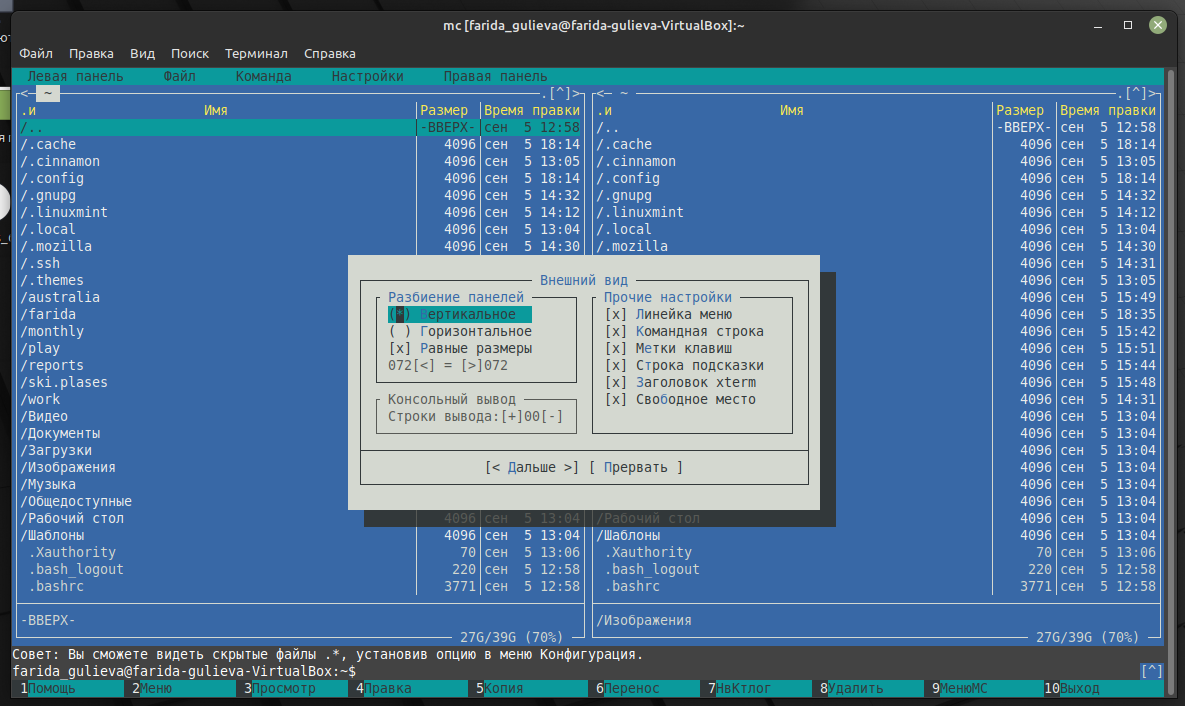 mc [farida_gulieva@farida-gulieva-VirtualBox]:~
Файл Правка Вид Поиск Терминал Справка
Левая панель Файл Команда Настройки Правая панель
<─ ~ .[^]> <─ ~ .[^]>
.и Имя Размер Время правки .и Имя Размер Время правки
/.. -ВВЕРХ- сен 5 12:58 /.. -ВВЕРХ- сен 5 12:58
/.cache 4096 сен 5 18:14 /.cache 4096 сен 5 18:14
/.cinnamon 4096 сен 5 13:05 /.cinnamon 4096 сен 5 13:05
/.config 4096 сен 5 18:14 /.config 4096 сен 5 18:14
/.gnupg 4096 сен 5 14:32 /.gnupg 4096 сен 5 14:32
/.linuxmint 4096 сен 5 14:12 /.linuxmint 4096 сен 5 14:12
/.local 4096 сен 5 13:04 /.local 4096 сен 5 13:04
/.mozilla 4096 сен 5 14:30 /.mozilla 4096 сен 5 14:30
/.ssh 4096 сен 5 14:31
/.themes Внешний вид 4096 сен 5 13:05
/australia Разбиение панелей Прочие настройки 4096 сен 5 15:49
/farida (*) Вертикальное [x] Линейка меню 4096 сен 5 18:35
/monthly ( ) Горизонтальное [x] Командная строка 4096 сен 5 15:42
/play [x] Равные размеры [x] Метки клавиш 4096 сен 5 15:51
/reports 072[<] = [>]072 [x] Строка подсказки 4096 сен 5 15:44
/ski.plases [x] Заголовок xterm 4096 сен 5 15:48
/work Консольный вывод [x] Свободное место 4096 сен 5 14:31
/Видео Строки вывода:[+]00[-] 4096 сен 5 13:04
/Документы 4096 сен 5 13:04
/Загрузки 4096 сен 5 13:04
/Изображения [< Дальше >] [ Прервать ] 4096 сен 5 13:04
/Музыка 4096 сен 5 13:04
/Общедоступные 4096 сен 5 13:04
/Рабочий стол 4096 сен 5 13:04 /Рабочий стол 4096 сен 5 13:04
/Шаблоны 4096 сен 5 13:04 /Шаблоны 4096 сен 5 13:04
.Xauthority 70 сен 5 13:06 .Xauthority 70 сен 5 13:06
.bash_logout 220 сен 5 12:58 .bash_logout 220 сен 5 12:58
.bashrc 3771 сен 5 12:58 .bashrc 3771 сен 5 12:58
-ВВЕРХ- /Изображения
27G/39G (70%) 27G/39G (70%)
Совет: Вы сможете видеть скрытые файлы .*, установив опцию в меню Конфигурация.
farida_gulieva@farida-gulieva-VirtualBox:~$ [^]
1Помощь 2Меню 3Просмотр 4Правка 5Копия 6Перенос 7НвКтлог 8Удалить 9МенюМС 10Выход